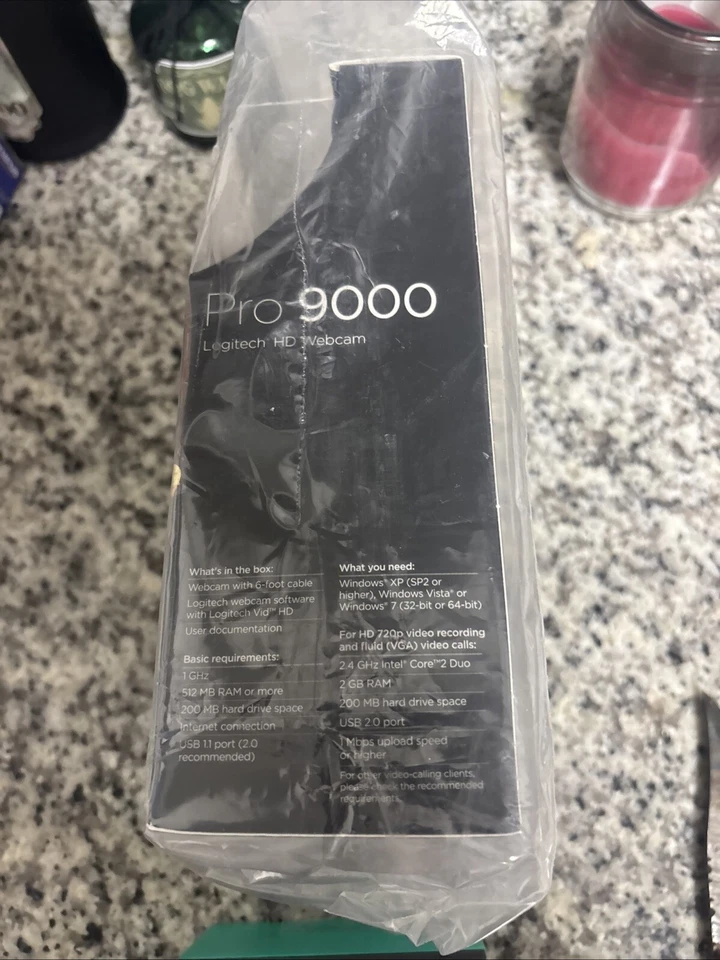 Pro 9000
Logitech® HD Webcam
What's in the box:
Webcam with 6-foot cable
Logitech webcam software
with Logitech Vid™ HD
User documentation
Basic requirements:
1 GHz
512 MB RAM or more
200 MB hard drive space
Internet connection
USB 1.1 port (2.0
recommended)
What you need:
Windows® XP (SP2 or
higher), Windows Vista® or
Windows® 7 (32-bit or 64-bit)
For HD 720p video recording
and fluid (VGA) video calls:
2.4 GHz Intel® Core™2 Duo
2 GB RAM
200 MB hard drive space
USB 2.0 port
1 Mbps upload speed
or higher
For other video-calling clients,
please check the recommended
requirements.